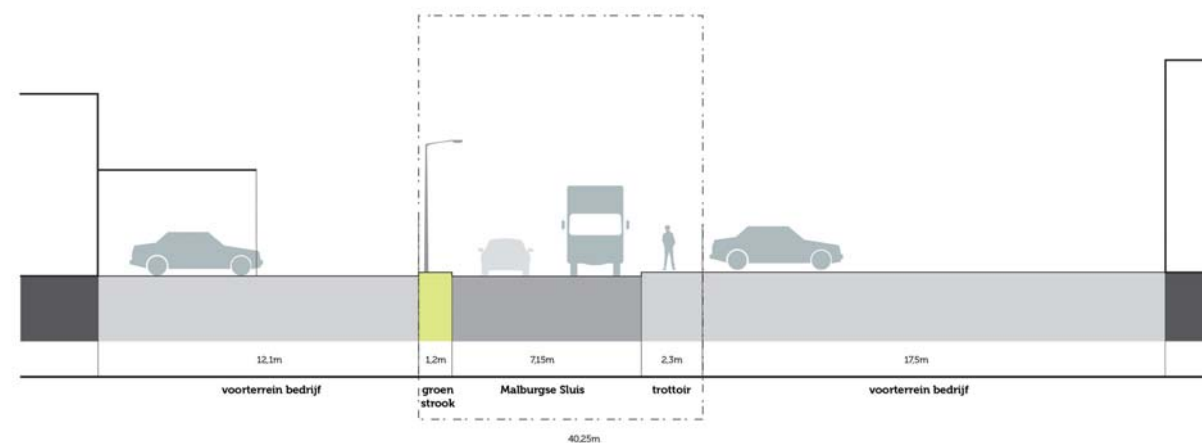 12,1m
1,2m
7,15m
2,3m
17,5m
voorterrein bedrijf
groen
strook
Malburgse Sluis
trottoir
voorterrein bedrijf
40,25m